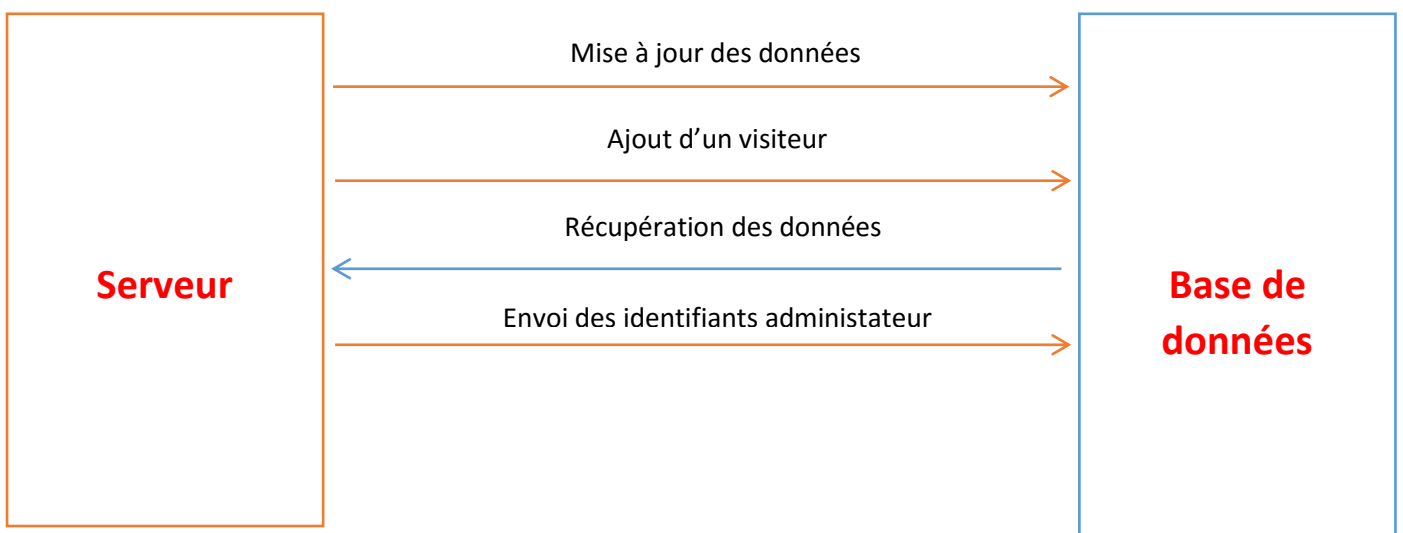 Mise à jour des données
Ajout d’un visiteur
Récupération des données
Serveur
Base de
données
Envoi des identifiants administateur